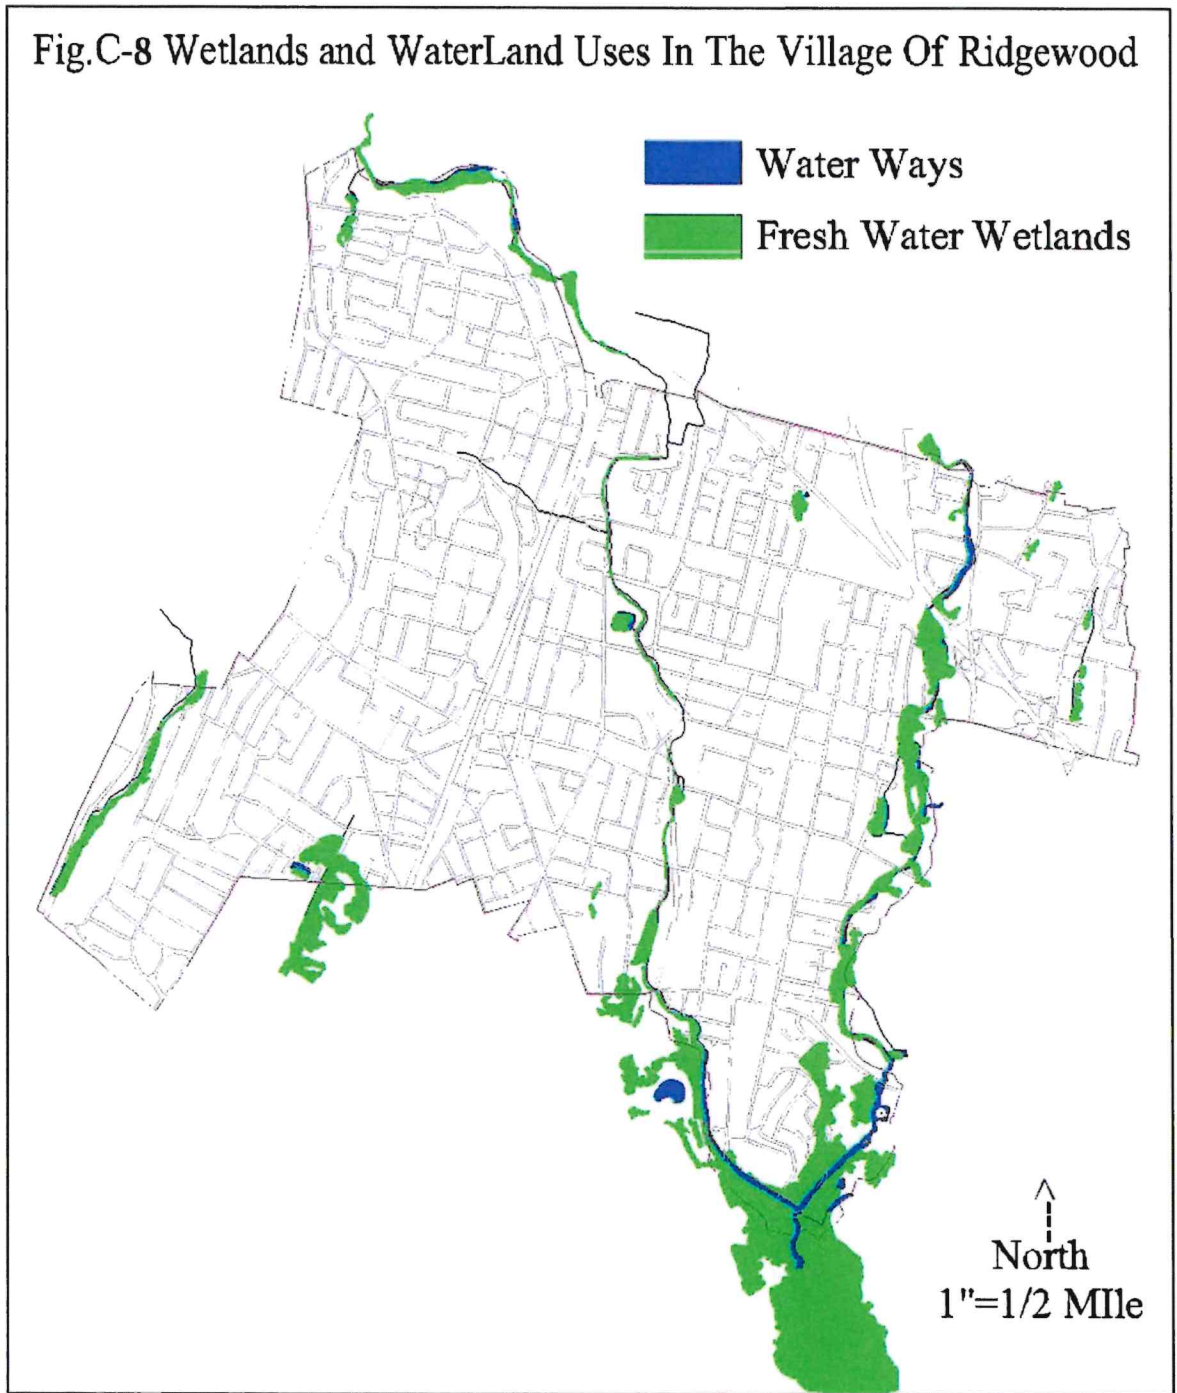 Fig.C-8 Wetlands and WaterLand Uses In The Village Of Ridgewood
Water Ways
Fresh Water Wetlands
North
1"=1/2 MIle